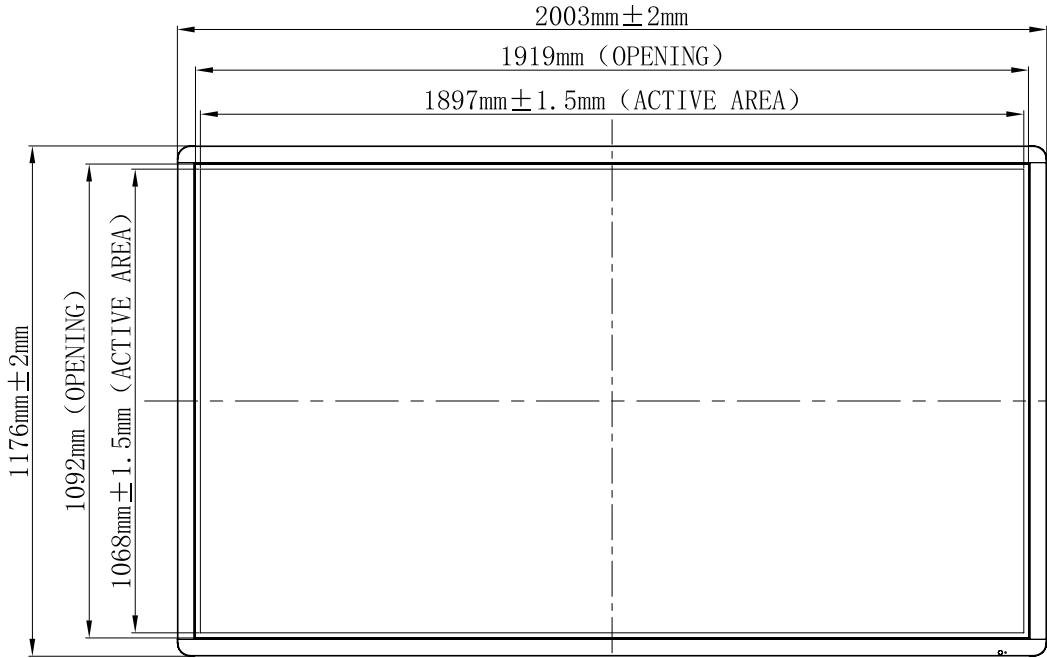 2003mm±2mm
1919mm (OPENING)
1897mm±1.5mm (ACTIVE AREA)
1176mm±2mm
1092mm (OPENING)
1068mm±1.5mm (ACTIVE AREA)